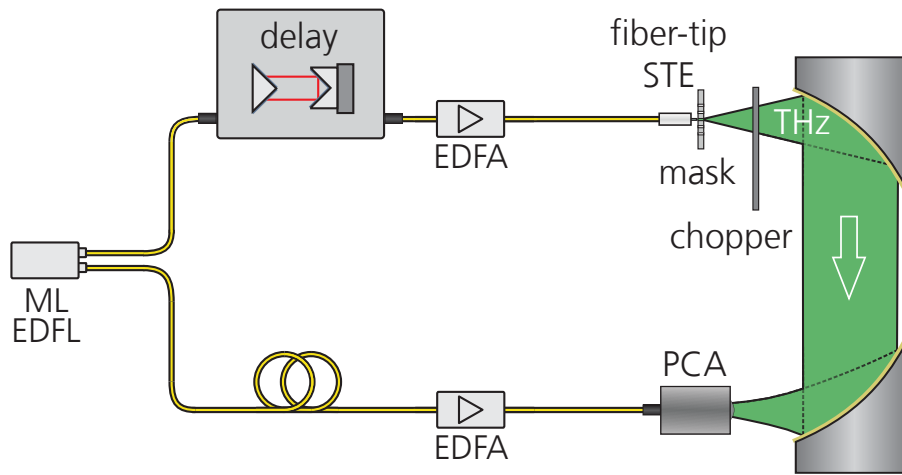 delay
fiber-tip
STE
THz
EDFA
mask
chopper
ML
EDFL
PCA
EDFA